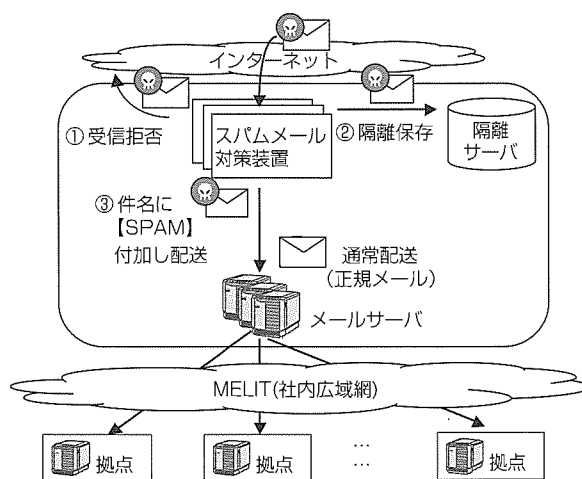 インターネット
①受信拒否
スパムメール
対策装置
②隔離保存
隔離
サーバ
③件名に
【SPAM】
付加し配送
通常配送
(正規メール)
メールサーバ
MELIT(社内広域網)
拠点
拠点
…
…
拠点